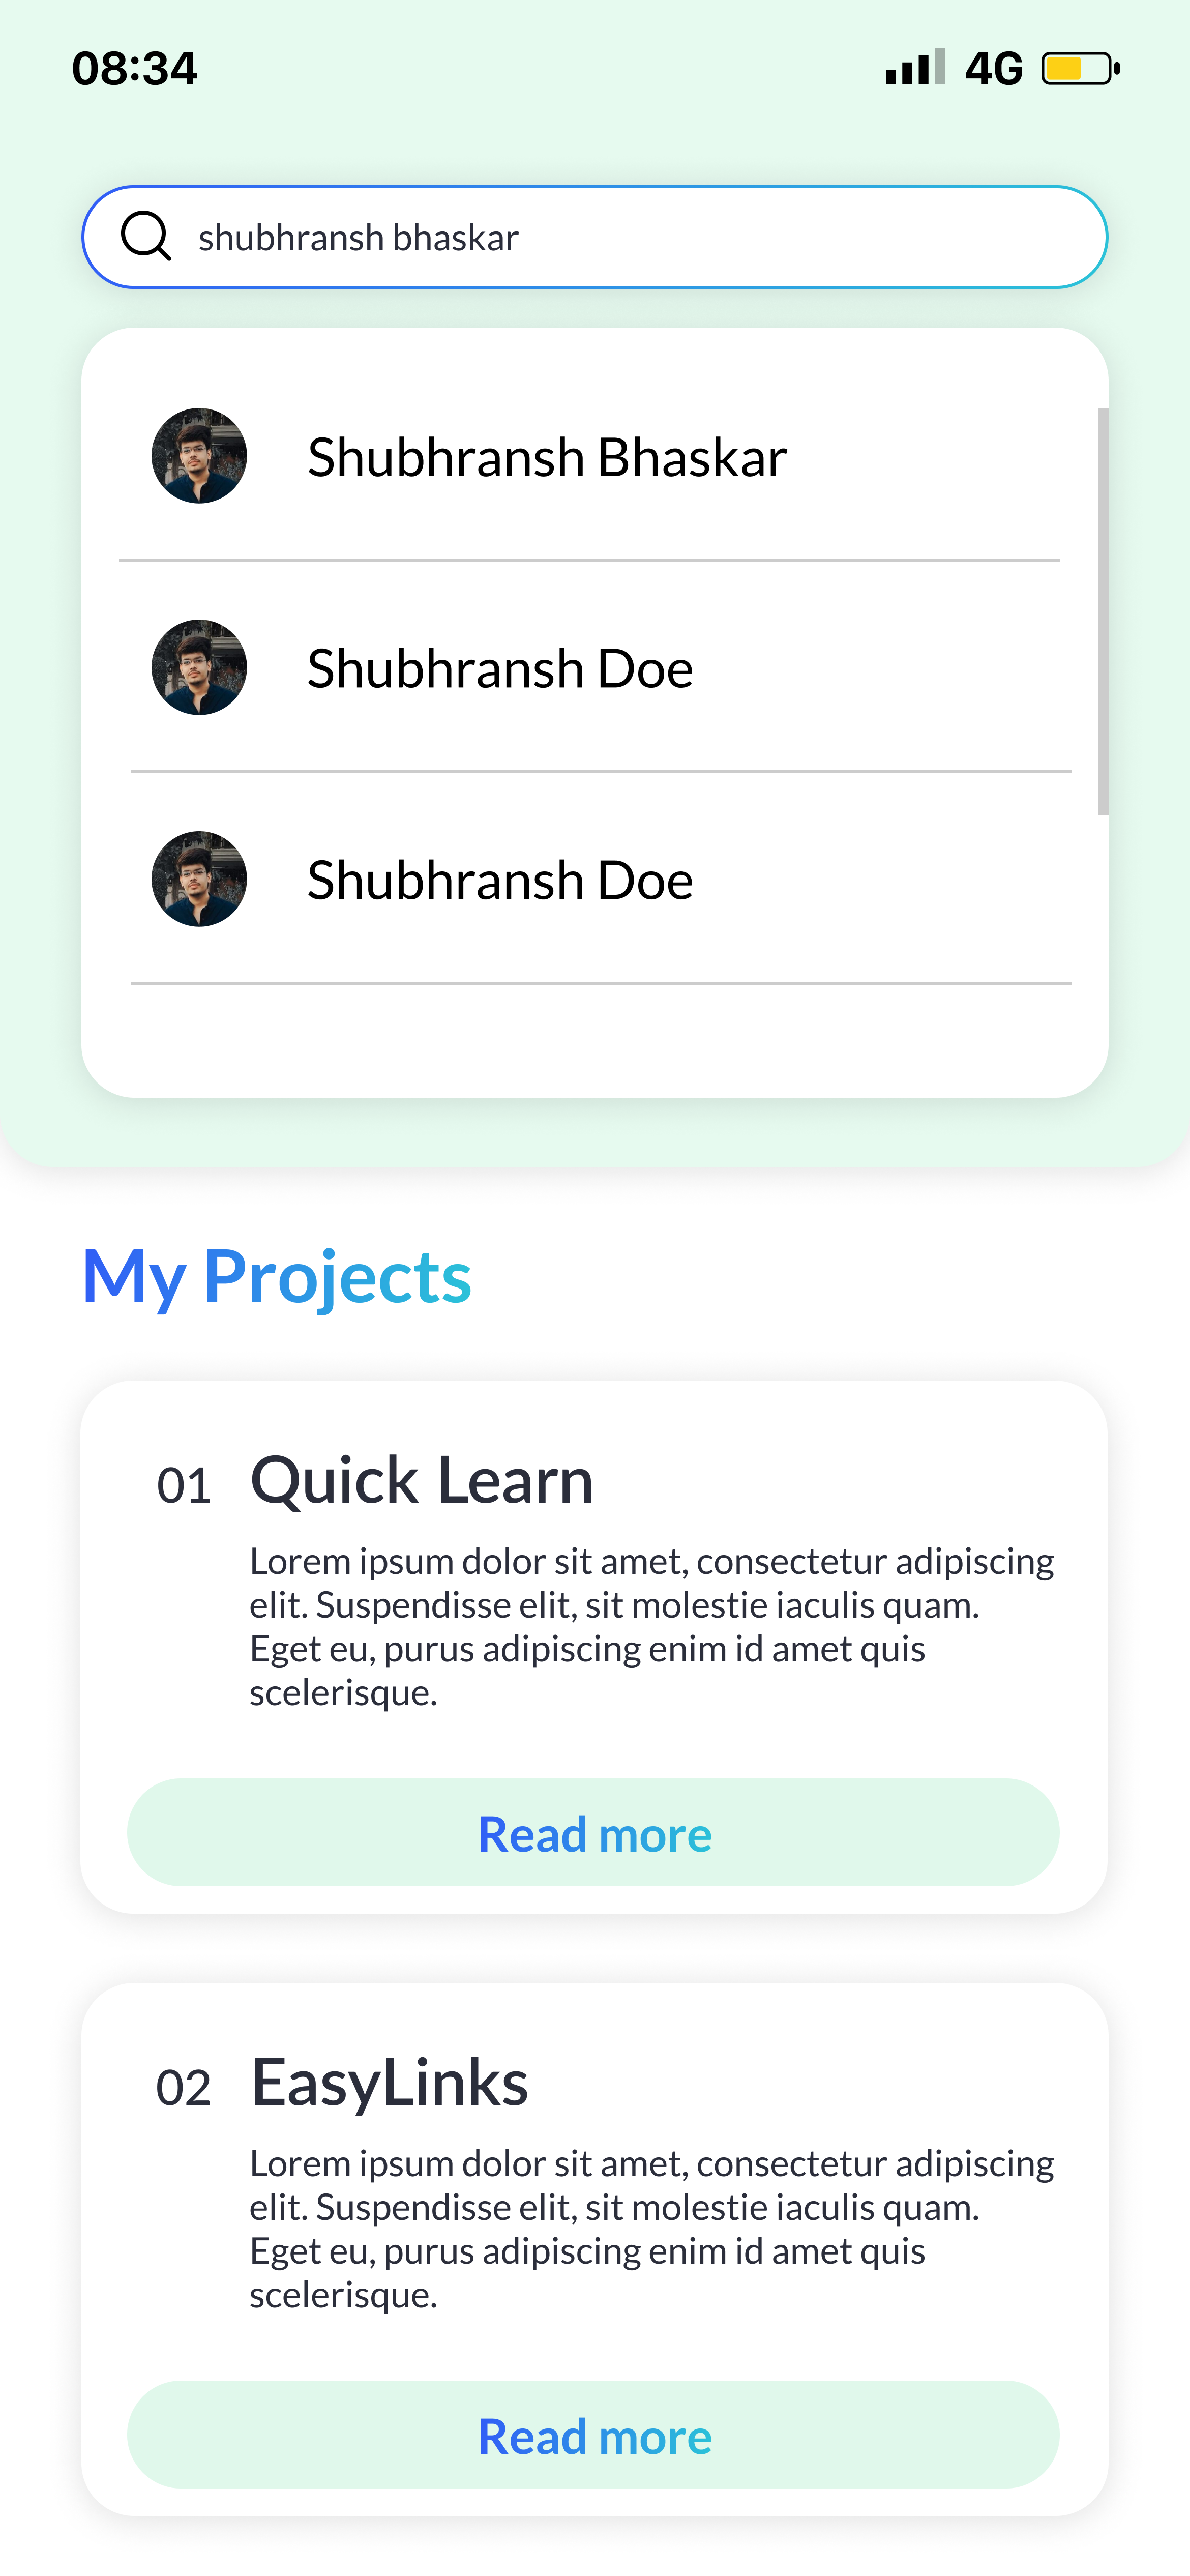 08:34 4G
shubhransh bhaskar
Shubhransh Bhaskar
Shubhransh Doe
Shubhransh Doe
My Projects
01 Quick Learn
Lorem ipsum dolor sit amet, consectetur adipiscing
elit. Suspendisse elit, sit molestie iaculis quam.
Eget eu, purus adipiscing enim id amet quis
scelerisque.
Read more
02 EasyLinks
Lorem ipsum dolor sit amet, consectetur adipiscing
elit. Suspendisse elit, sit molestie iaculis quam.
Eget eu, purus adipiscing enim id amet quis
scelerisque.
Read more